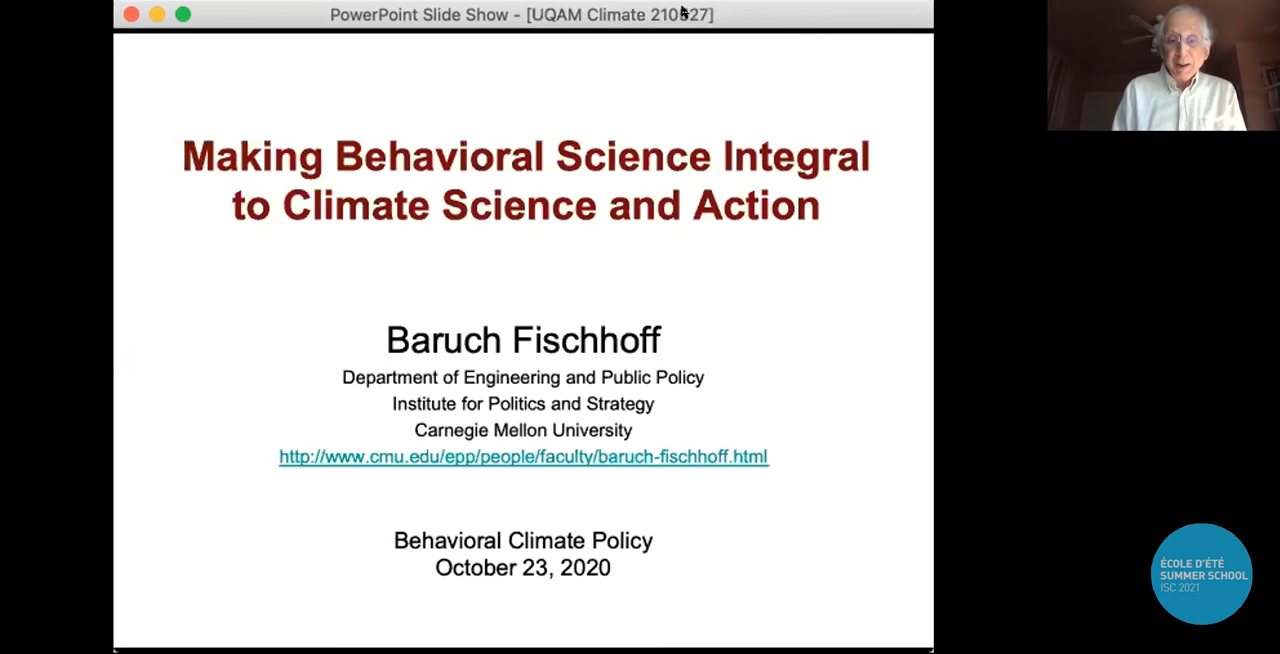 PowerPoint Slide Show - [UQAM Climate 210527]
Making Behavioral Science Integral
to Climate Science and Action
Baruch Fischhoff
Department of Engineering and Public Policy
Institute for Politics and Strategy
Carnegie Mellon University
http://www.cmu.edu/epp/people/faculty/baruch-fischhoff.html
Behavioral Climate Policy
October 23, 2020
ÉCOLE D'ÉTÉ
SUMMER SCHOOL
ISC 2021